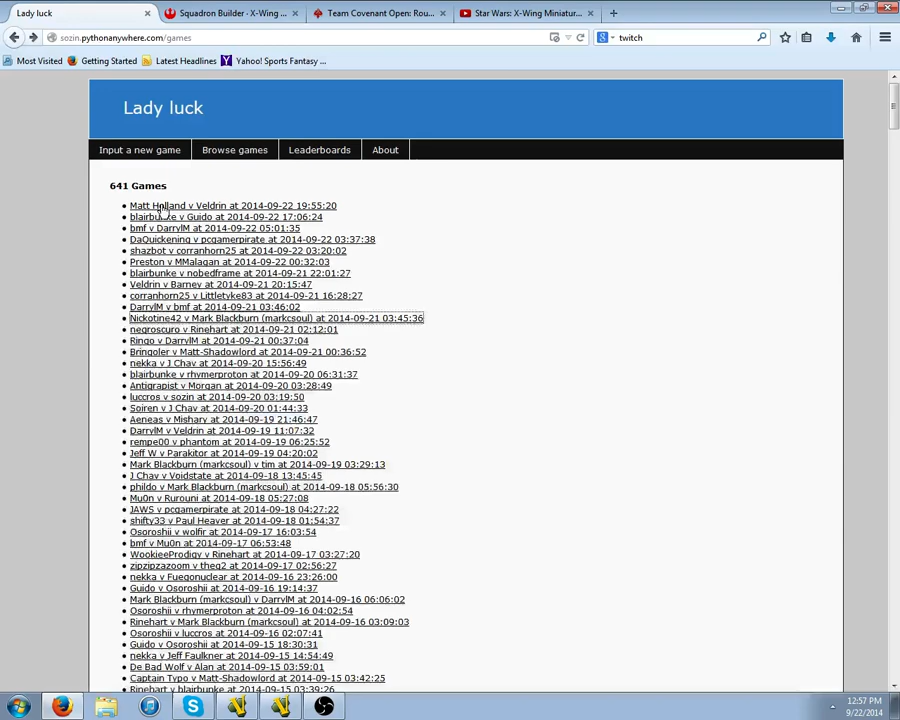 Lady luck
Squadron Builder - X-Wing ...
Team Covenant Open: Rou...
Star Wars: X-Wing Miniatur...
sozin.pythonanywhere.com/games
twitch
Most Visited
Getting Started
Latest Headlines
Yahoo! Sports Fantasy ...
Lady luck
Input a new game
Browse games
Leaderboards
About
641 Games
Matt Holland v Veldrin at 2014-09-22 19:55:20
blairbunke v Guido at 2014-09-22 17:06:24
bmf v DarrylM at 2014-09-22 05:01:35
DaQuickening v pcgamerpirate at 2014-09-22 03:37:38
shazbot v corranhorn25 at 2014-09-22 03:20:02
Preston v MMalagan at 2014-09-22 00:32:03
blairbunke v nobedframe at 2014-09-21 22:01:27
Veldrin v Barney at 2014-09-21 20:15:47
corranhorn25 v Littletyke83 at 2014-09-21 16:28:27
DarrylM v bmf at 2014-09-21 03:46:02
Nickotine42 v Mark Blackburn (markcsoul) at 2014-09-21 03:45:36
negroscuro v Rinehart at 2014-09-21 02:12:01
Ringo v DarrylM at 2014-09-21 00:37:04
Bringoler v Matt-Shadowlord at 2014-09-21 00:36:52
nekka v J Chav at 2014-09-20 15:56:49
blairbunke v rhymerproton at 2014-09-20 06:31:37
Antigrapist v Morgan at 2014-09-20 03:28:49
luccros v sozin at 2014-09-20 03:19:50
Soiren v J Chav at 2014-09-20 01:44:33
Aeneas v Mishary at 2014-09-19 21:46:47
DarrylM v Veldrin at 2014-09-19 11:07:32
rempe00 v phantom at 2014-09-19 06:25:52
Jeff W v Parakitor at 2014-09-19 04:20:02
Mark Blackburn (markcsoul) v tim at 2014-09-19 03:29:13
J Chav v Voidstate at 2014-09-18 13:45:45
phildo v Mark Blackburn (markcsoul) at 2014-09-18 05:56:30
Mu0n v Rurouni at 2014-09-18 05:27:08
JAWS v pcgamerpirate at 2014-09-18 04:27:22
shifty33 v Paul Heaver at 2014-09-18 01:54:37
Osoroshii v wolfir at 2014-09-17 16:03:54
bmf v Mu0n at 2014-09-17 06:53:48
WookieeProdigy v Rinehart at 2014-09-17 03:27:20
zipzipzazoom v theq2 at 2014-09-17 02:56:27
nekka v Fuegonuclear at 2014-09-16 23:26:00
Guido v Osoroshii at 2014-09-16 19:14:37
Mark Blackburn (markcsoul) v DarrylM at 2014-09-16 06:06:02
Osoroshii v rhymerproton at 2014-09-16 04:02:54
Rinehart v Mark Blackburn (markcsoul) at 2014-09-16 03:09:03
Osoroshii v luccros at 2014-09-16 02:07:41
Guido v Osoroshii at 2014-09-15 18:30:31
nekka v Jeff Faulkner at 2014-09-15 14:54:49
De Bad Wolf v Alan at 2014-09-15 03:59:01
Captain Typo v Matt-Shadowlord at 2014-09-15 03:42:25
Rinehart v blairbunke at 2014-09-15 03:39:26
12:57 PM
9/22/2014